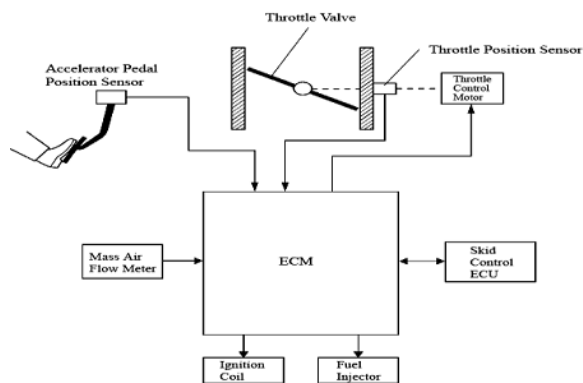 Throttle Valve
Throttle Position Sensor
Accelerator Pedal
Position Sensor
Throttle
Control
Motor
Mass Air
Flow Meter
ECM
Skid
Control
ECU
Ignition
Coil
Fuel
Injector